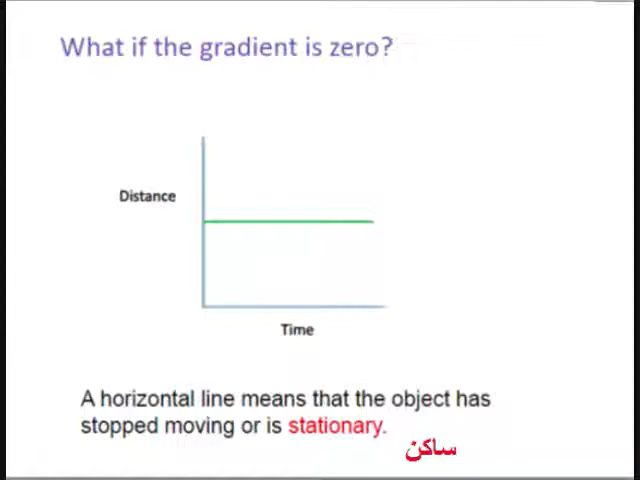 What if the gradient is zero?
Distance
Time
A horizontal line means that the object has
stopped moving or is stationary.
ساكن